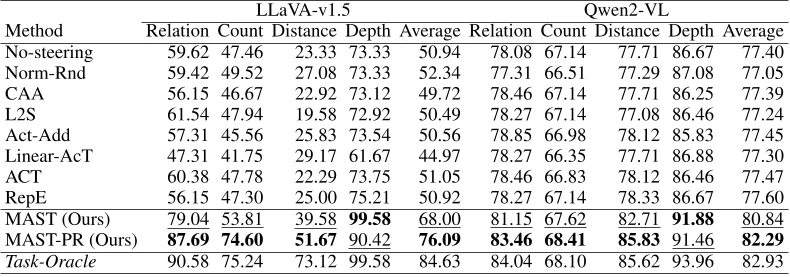 LLaVA-v1.5 Qwen2-VL
Method Relation Count Distance Depth Average Relation Count Distance Depth Average
No-steering 59.62 47.46 23.33 73.33 50.94 78.08 67.14 77.71 86.67 77.40
Norm-Rnd 59.42 49.52 27.08 73.33 52.34 77.31 66.51 77.29 87.08 77.05
CAA 56.15 46.67 22.92 73.12 49.72 78.46 67.14 77.71 86.25 77.39
L2S 61.54 47.94 19.58 72.92 50.49 78.27 67.14 77.08 86.46 77.24
Act-Add 57.31 45.56 25.83 73.54 50.56 78.85 66.98 78.12 85.83 77.45
Linear-AcT 47.31 41.75 29.17 61.67 44.97 78.27 66.35 77.71 86.88 77.30
ACT 60.38 47.78 22.29 73.75 51.05 78.46 66.83 78.12 86.46 77.47
RepE 56.15 47.30 25.00 75.21 50.92 78.27 67.14 78.33 86.67 77.60
MAST (Ours) 79.04 53.81 39.58 99.58 68.00 81.15 67.62 82.71 91.88 80.84
MAST-PR (Ours) 87.69 74.60 51.67 90.42 76.09 83.46 68.41 85.83 91.46 82.29
Task-Oracle 90.58 75.24 73.12 99.58 84.63 84.04 68.10 85.62 93.96 82.93